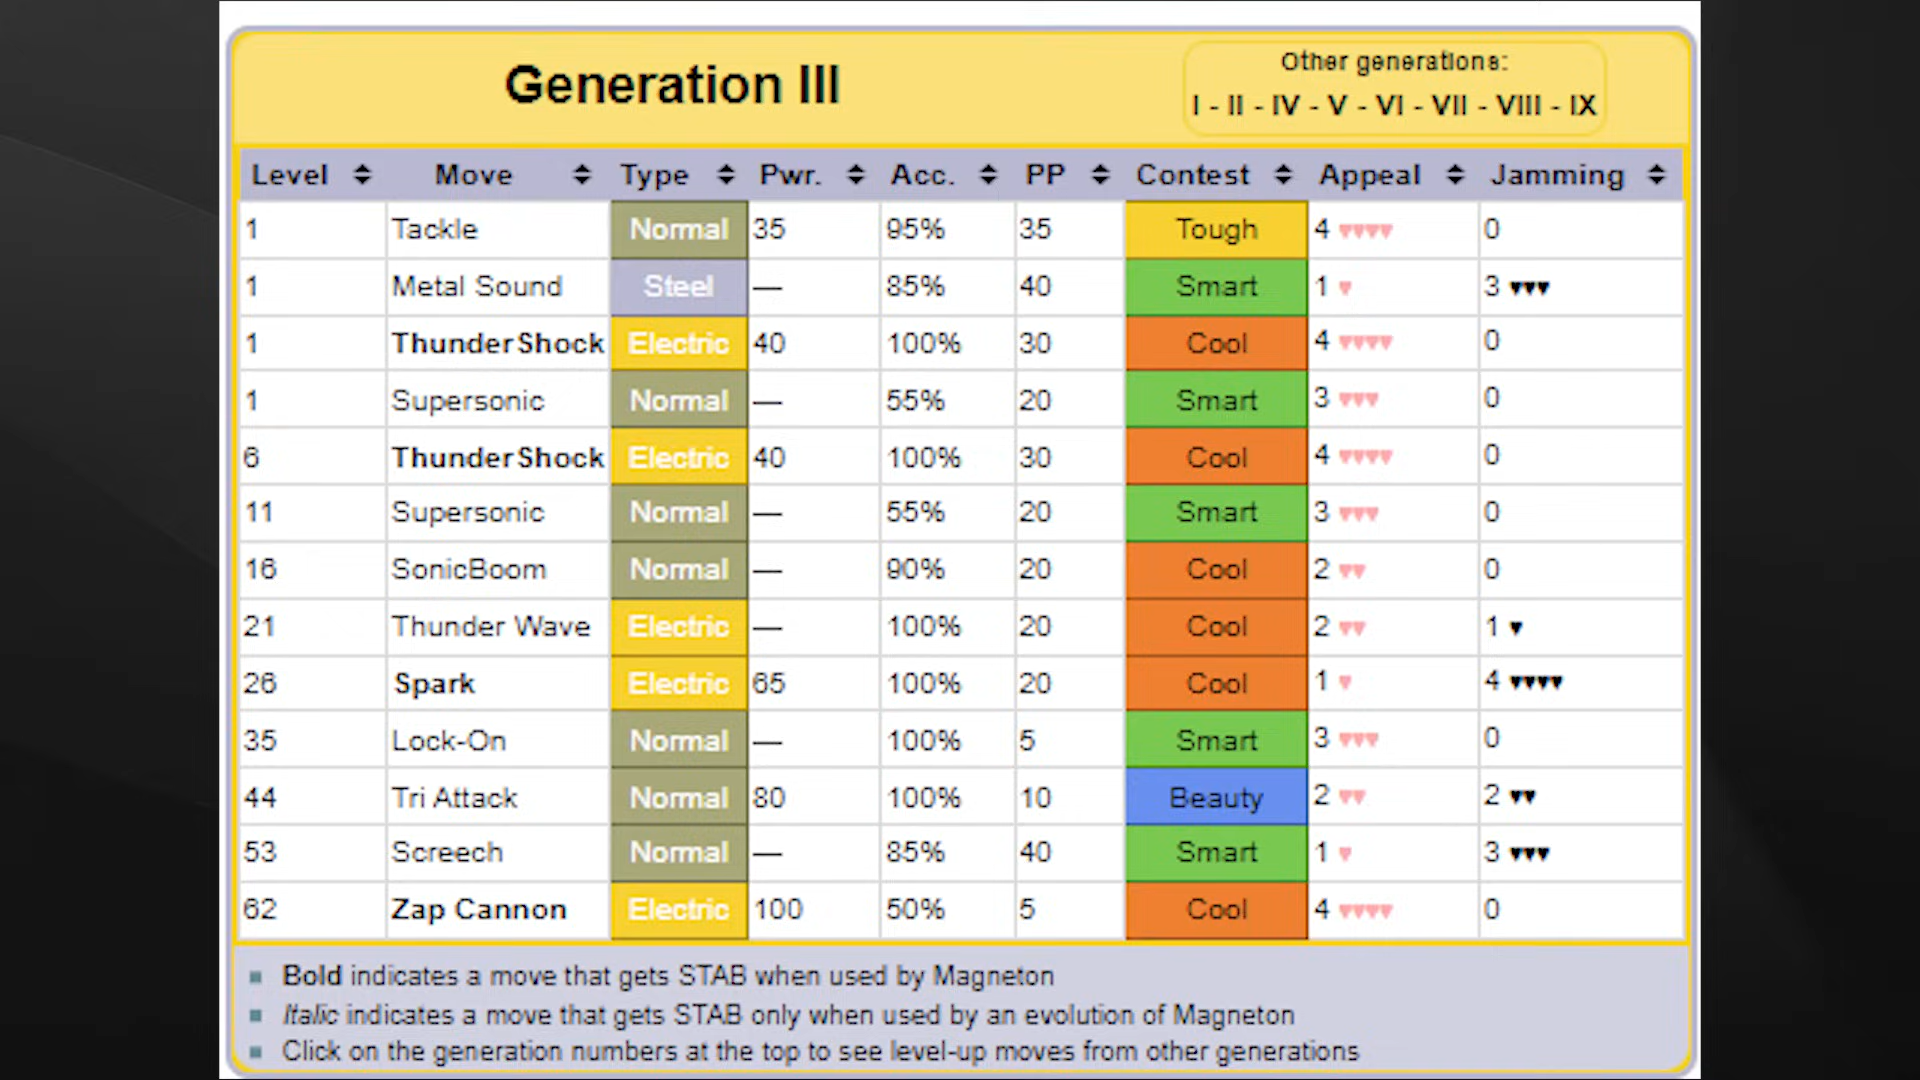 Generation III
Other generations:
I - II - IV - V - VI - VII - VIII - IX
Level Move Type Pwr. Acc. PP Contest Appeal Jamming
1 Tackle Normal 35 95% 35 Tough 4 ♥♥♥♥ 0
1 Metal Sound Steel — 85% 40 Smart 1 ♥ 3 ♥♥♥
1 ThunderShock Electric 40 100% 30 Cool 4 ♥♥♥♥ 0
1 Supersonic Normal — 55% 20 Smart 3 ♥♥♥ 0
6 ThunderShock Electric 40 100% 30 Cool 4 ♥♥♥♥ 0
11 Supersonic Normal — 55% 20 Smart 3 ♥♥♥ 0
16 SonicBoom Normal — 90% 20 Cool 2 ♥♥ 0
21 Thunder Wave Electric — 100% 20 Cool 2 ♥♥ 1 ♥
26 Spark Electric 65 100% 20 Cool 1 ♥ 4 ♥♥♥♥
35 Lock-On Normal — 100% 5 Smart 3 ♥♥♥ 0
44 Tri Attack Normal 80 100% 10 Beauty 2 ♥♥ 2 ♥♥
53 Screech Normal — 85% 40 Smart 1 ♥ 3 ♥♥♥
62 Zap Cannon Electric 100 50% 5 Cool 4 ♥♥♥♥ 0
Bold indicates a move that gets STAB when used by Magneton
Italic indicates a move that gets STAB only when used by an evolution of Magneton
Click on the generation numbers at the top to see level-up moves from other generations